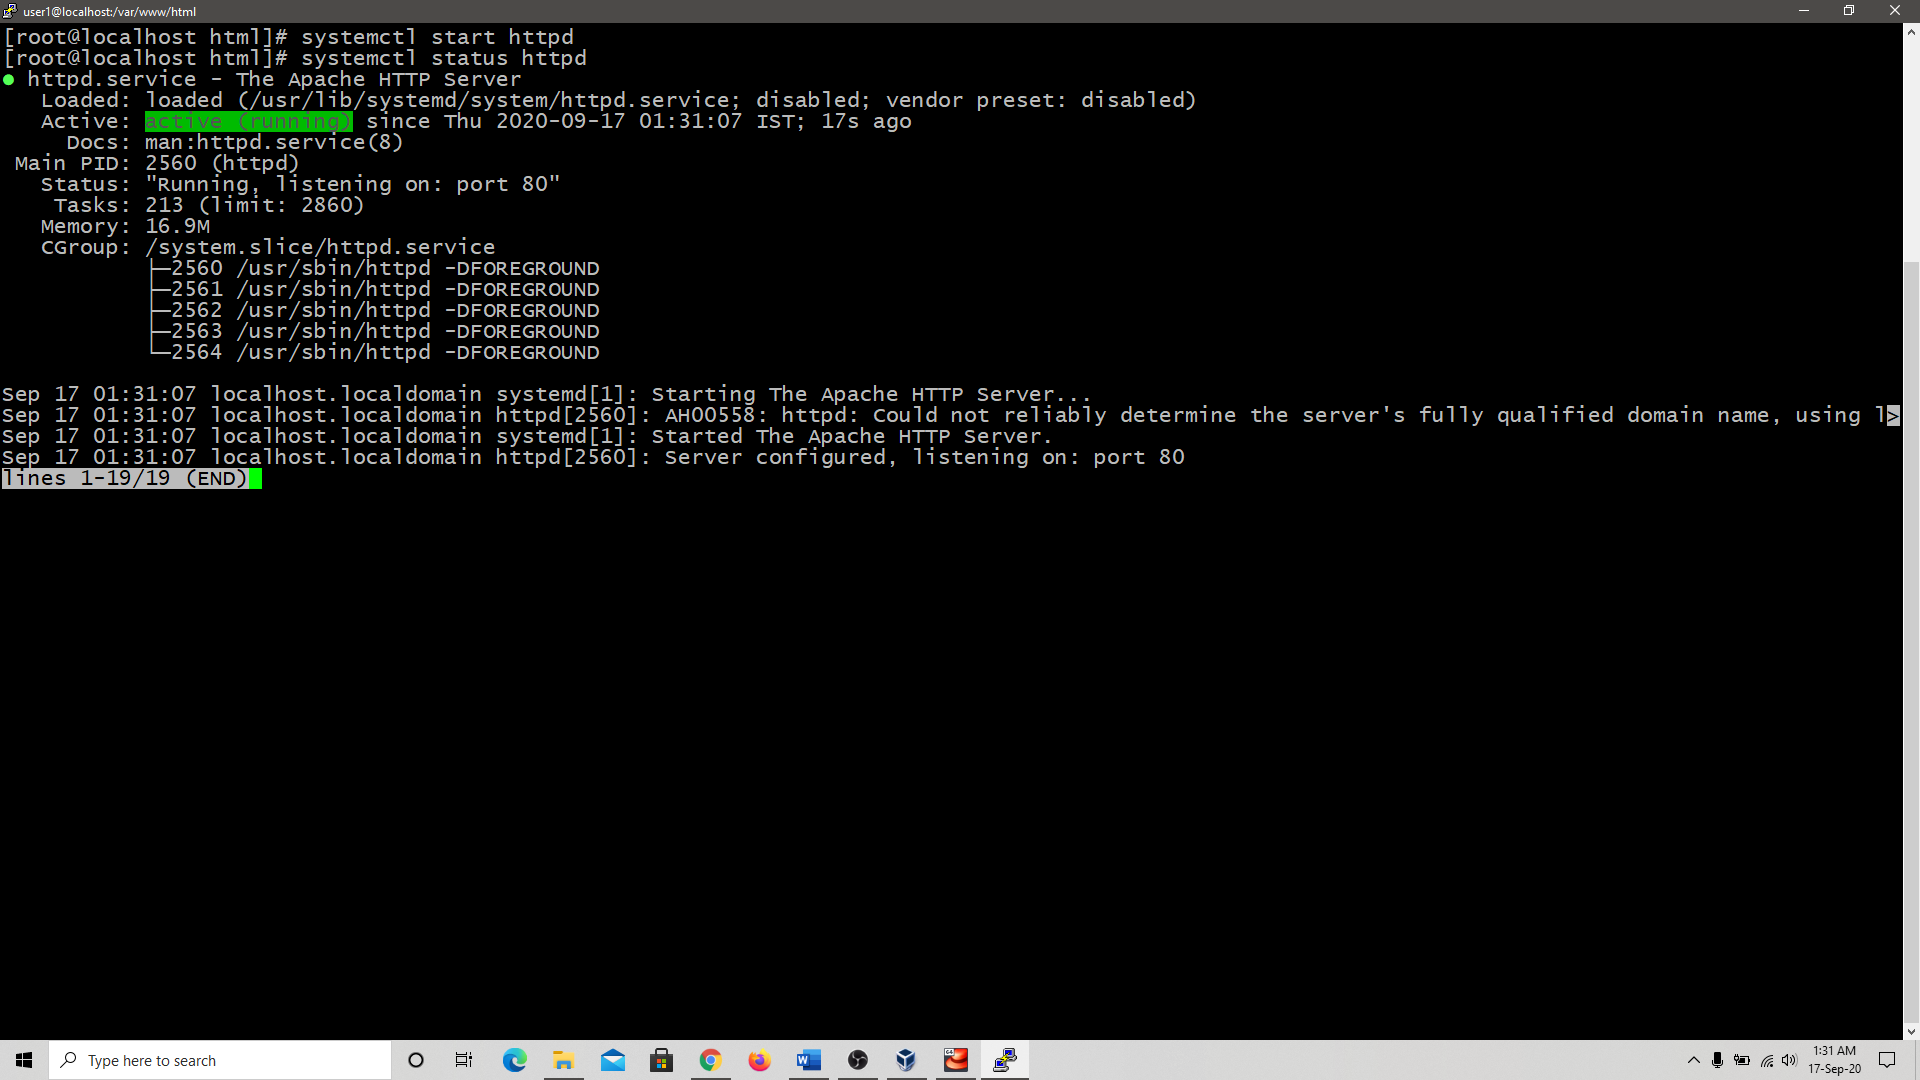 user1@localhost:/var/www/html
[root@localhost html]# systemctl start httpd
[root@localhost html]# systemctl status httpd
● httpd.service - The Apache HTTP Server
   Loaded: loaded (/usr/lib/systemd/system/httpd.service; disabled; vendor preset: disabled)
   Active: active (running) since Thu 2020-09-17 01:31:07 IST; 17s ago
     Docs: man:httpd.service(8)
 Main PID: 2560 (httpd)
   Status: "Running, listening on: port 80"
    Tasks: 213 (limit: 2860)
   Memory: 16.9M
   CGroup: /system.slice/httpd.service
           ├─2560 /usr/sbin/httpd -DFOREGROUND
           ├─2561 /usr/sbin/httpd -DFOREGROUND
           ├─2562 /usr/sbin/httpd -DFOREGROUND
           ├─2563 /usr/sbin/httpd -DFOREGROUND
           └─2564 /usr/sbin/httpd -DFOREGROUND
Sep 17 01:31:07 localhost.localdomain systemd[1]: Starting The Apache HTTP Server...
Sep 17 01:31:07 localhost.localdomain httpd[2560]: AH00558: httpd: Could not reliably determine the server's fully qualified domain name, using l>
Sep 17 01:31:07 localhost.localdomain systemd[1]: Started The Apache HTTP Server.
Sep 17 01:31:07 localhost.localdomain httpd[2560]: Server configured, listening on: port 80
lines 1-19/19 (END)
Type here to search
1:31 AM
17-Sep-20